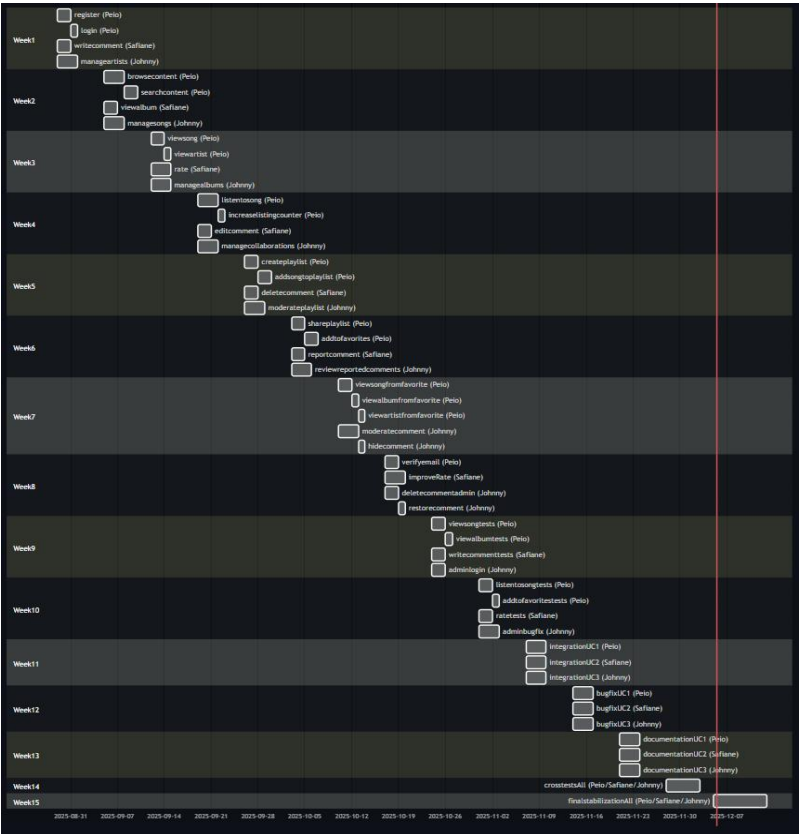 register (Peio)
login (Peio)
Week1
writecomment (Safiane)
manageartists (Johnny)
browsecontent (Peio)
searchcontent (Peio)
Week2
viewalbum (Safiane)
managesongs (Johnny)
viewsong (Peio)
viewartist (Peio)
Week3
rate (Safiane)
managealbums (Johnny)
listentosong (Peio)
increaselistingcounter (Peio)
Week4
editcomment (Safiane)
managecollaborations (Johnny)
createplaylist (Peio)
addsongtoplaylist (Peio)
Week5
deletecomment (Safiane)
moderateplaylist (Johnny)
shareplaylist (Peio)
addtofavorites (Peio)
Week6
reportcomment (Safiane)
reviewreportedcomments (Johnny)
viewsongfromfavorite (Peio)
viewalbumfromfavorite (Peio)
viewartistfromfavorite (Peio)
Week7
moderatecomment (Johnny)
hidecomment (Johnny)
verifyemail (Peio)
improveRate (Safiane)
Week8
deletecommentadmin (Johnny)
restorecomment (Johnny)
viewsongtests (Peio)
viewalbumtests (Peio)
Week9
writecommenttests (Safiane)
adminlogin (Johnny)
listentosongtests (Peio)
addtofavoritestests (Peio)
Week10
ratetests (Safiane)
adminbugfix (Johnny)
integrationUC1 (Peio)
Week11
integrationUC2 (Safiane)
integrationUC3 (Johnny)
bugfixUC1 (Peio)
Week12
bugfixUC2 (Safiane)
bugfixUC3 (Johnny)
documentationUC1 (Peio)
Week13
documentationUC2 (Safiane)
documentationUC3 (Johnny)
Week14
crosstestsAll (Peio/Safiane/Johnny)
Week15
finalstabilizationAll (Peio/Safiane/Johnny)
2025-08-31 2025-09-07 2025-09-14 2025-09-21 2025-09-28 2025-10-05 2025-10-12 2025-10-19 2025-10-26 2025-11-02 2025-11-09 2025-11-16 2025-11-23 2025-11-30 2025-12-07